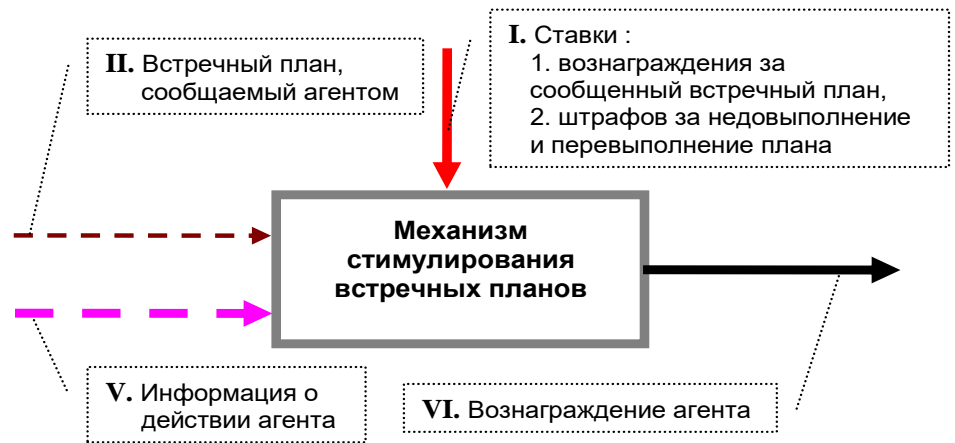 II. Встречный план,
сообщаемый агентом
I. Ставки :
1. вознаграждения за
сообщенный встречный план,
2. штрафов за недовыполнение
и перевыполнение плана
Механизм
стимулирования
встречных планов
V. Информация о
действии агента
VI. Вознаграждение агента